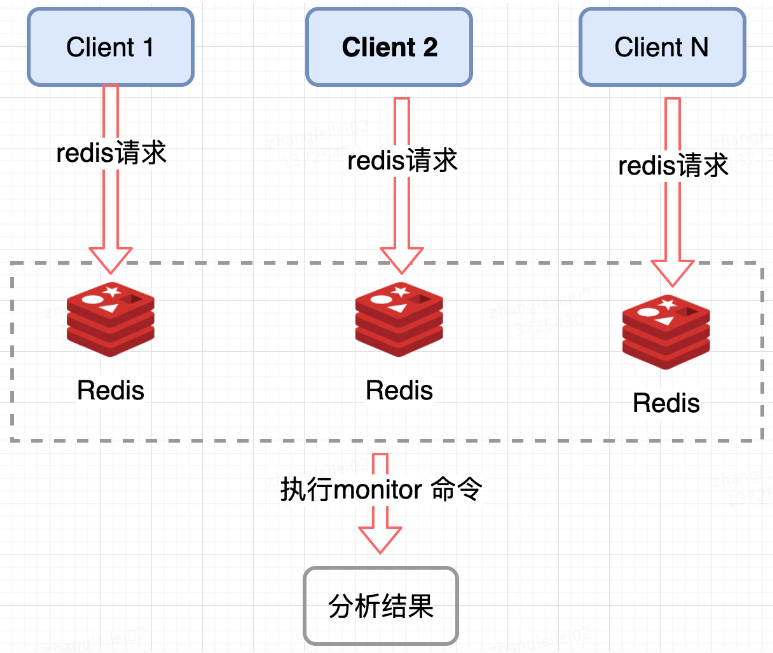 Client 1
Client 2
Client N
redis请求
redis请求
redis请求
Redis
Redis
Redis
执行monitor 命令
分析结果